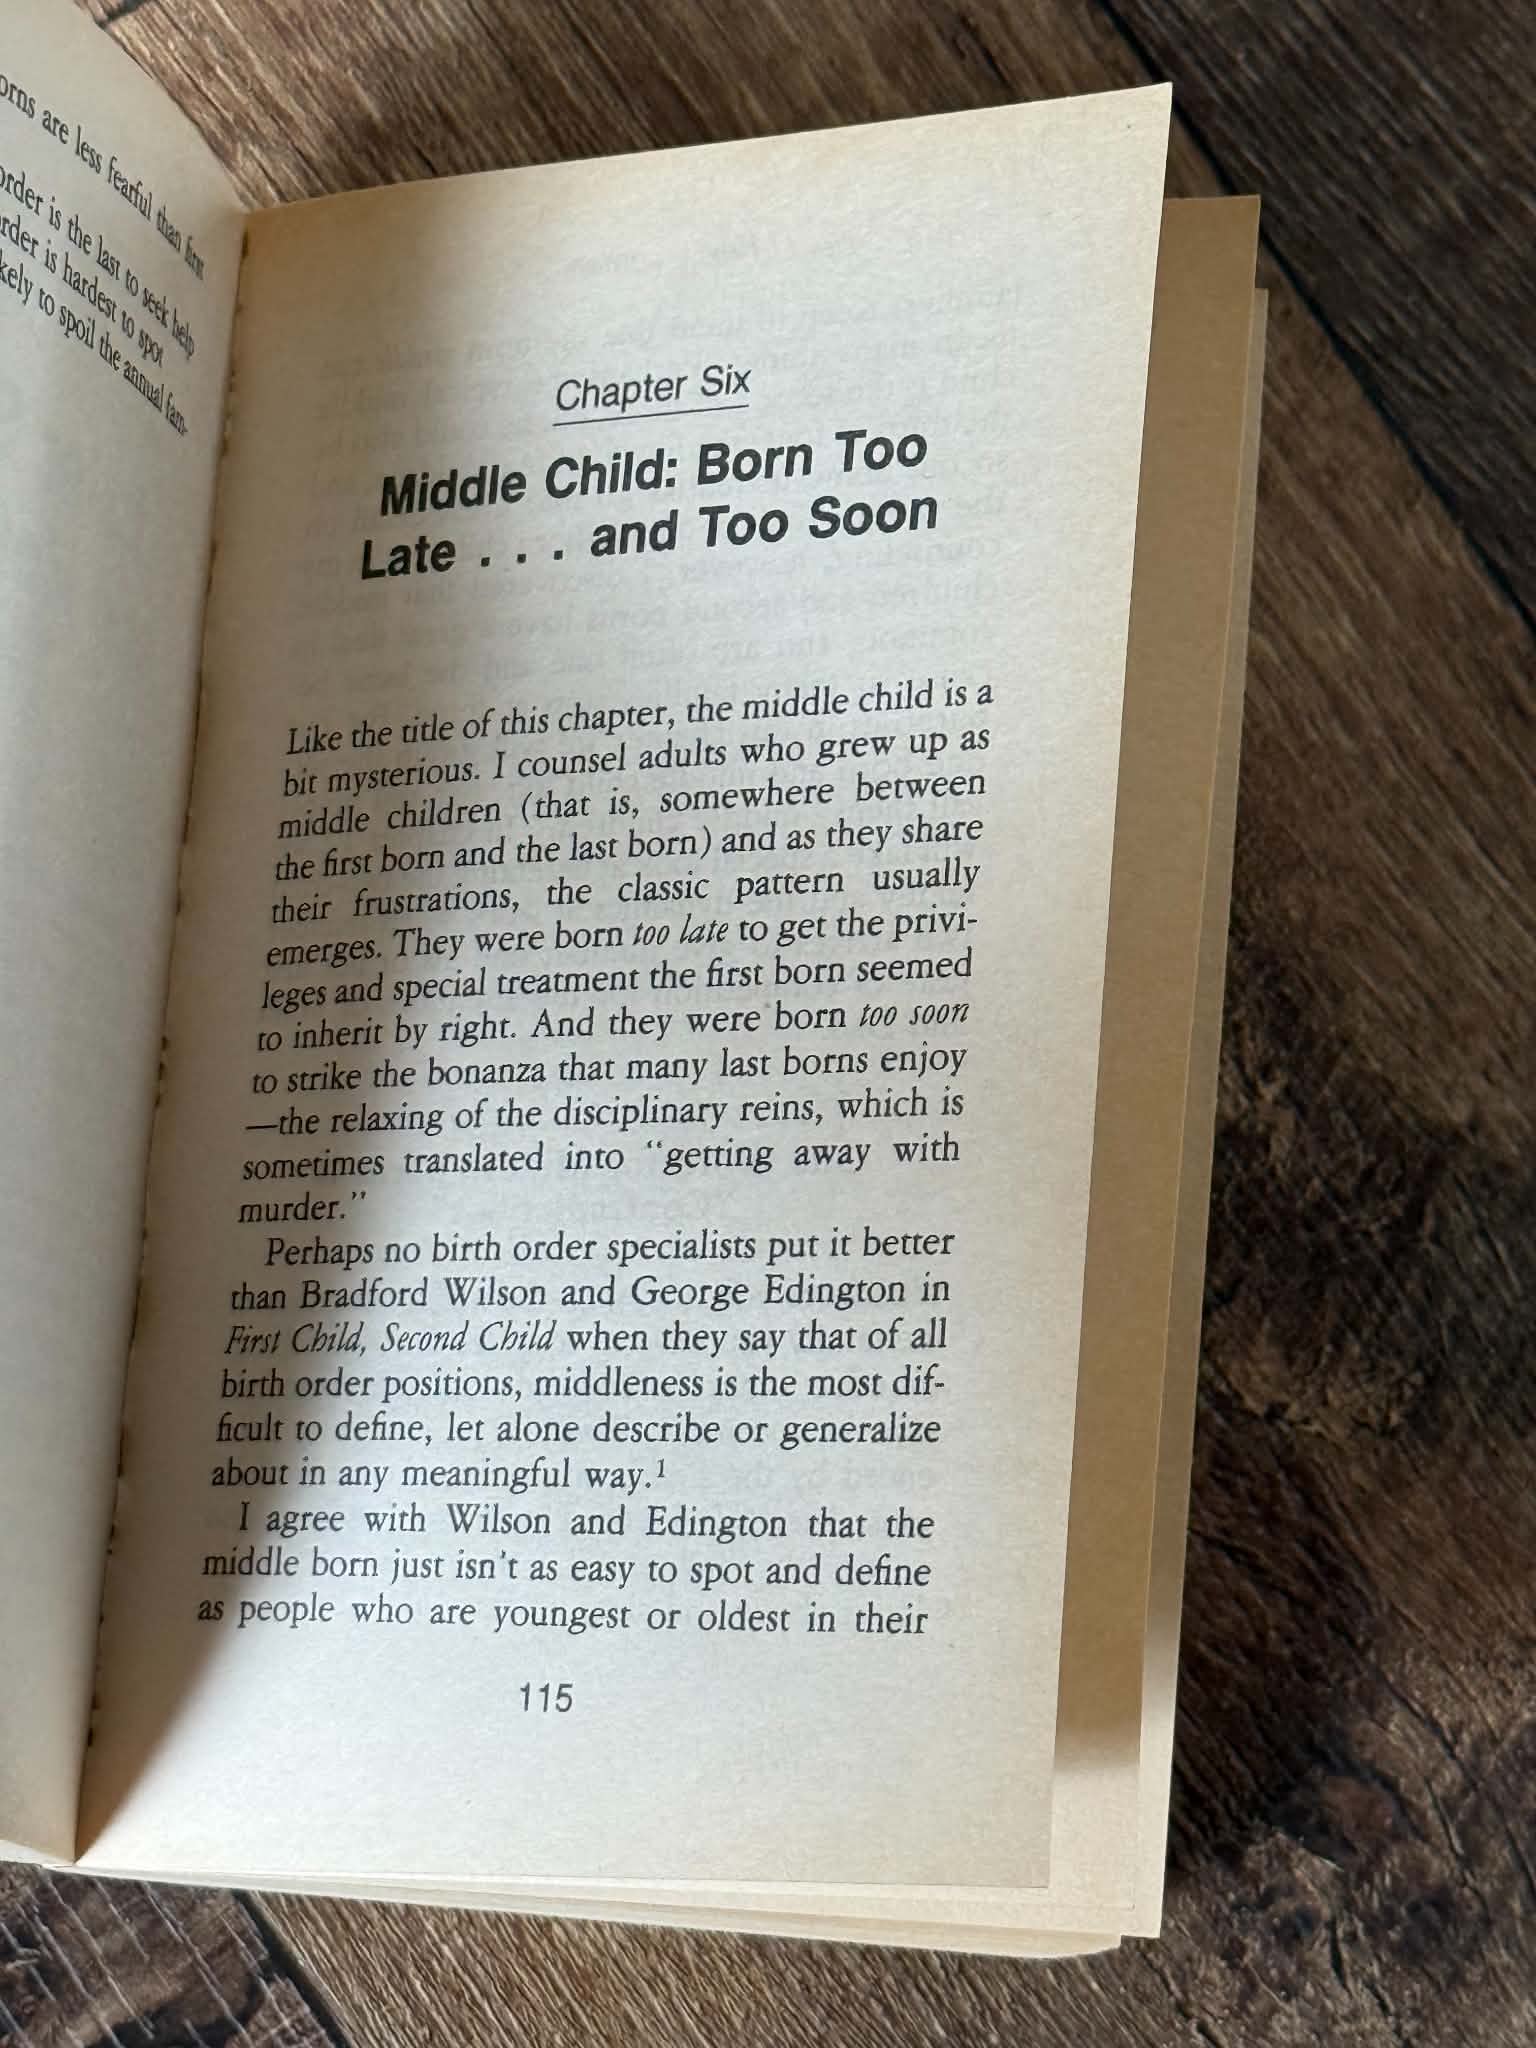 orns are less fearful than first
order is the last to seek help
order is hardest to spot
kely to spoil the annual fam-
Chapter Six
Middle Child: Born Too
Late . . . and Too Soon
Like the title of this chapter, the middle child is a
bit mysterious. I counsel adults who grew up as
middle children (that is, somewhere between
the first born and the last born) and as they share
their frustrations, the classic pattern usually
emerges. They were born too late to get the privi-
leges and special treatment the first born seemed
to inherit by right. And they were born too soon
to strike the bonanza that many last borns enjoy
—the relaxing of the disciplinary reins, which is
sometimes translated into "getting away with
murder."
Perhaps no birth order specialists put it better
than Bradford Wilson and George Edington in
First Child, Second Child when they say that of all
birth order positions, middleness is the most dif-
ficult to define, let alone describe or generalize
about in any meaningful way.¹
I agree with Wilson and Edington that the
middle born just isn't as easy to spot and define
as people who are youngest or oldest in their
115